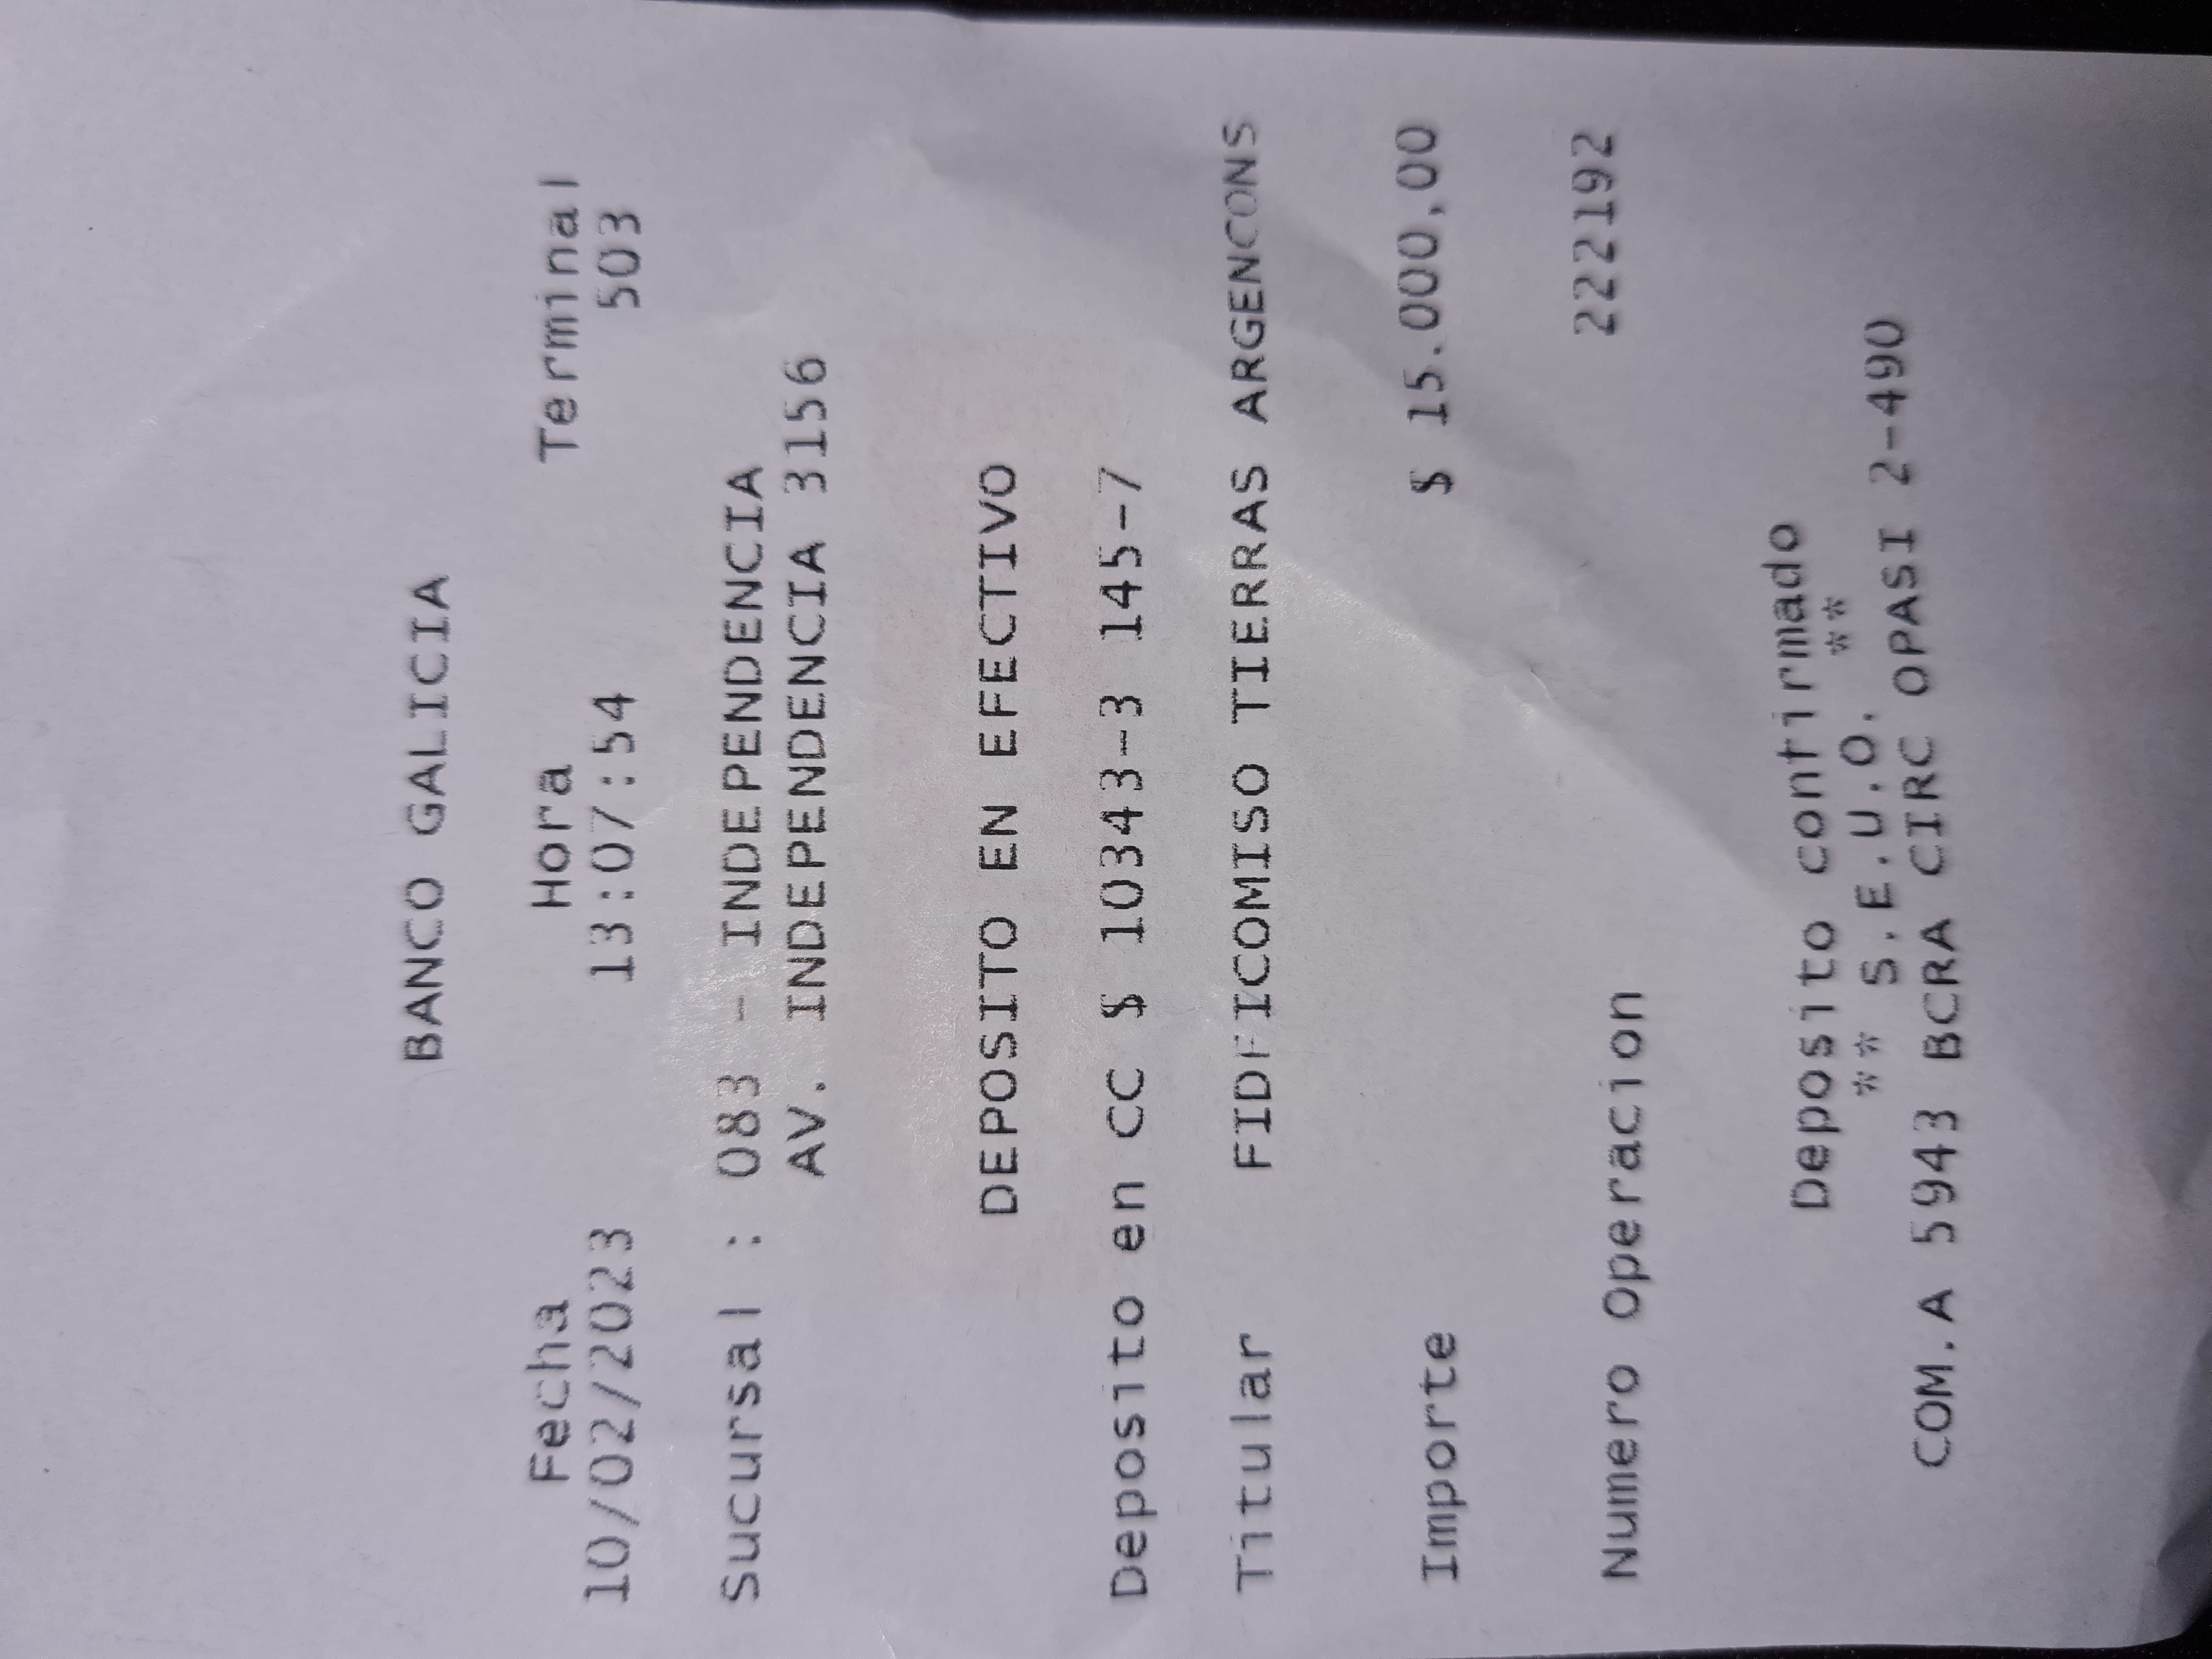 BANCO GALICIA
Fecha Hora Terminal
10/02/2023 13:07:54 503
Sucursal : 083 - INDEPENDENCIA
AV. INDEPENDENCIA 3156
DEPOSITO EN EFECTIVO
Deposito en CC $ 10343-3 145-7
Titular FIDFICOMISO TIERRAS ARGENCONS
Importe $ 15.000,00
Numero Operacion 2222192
Deposito confirmado
** S.E.U.O. **
COM.A 5943 BCRA CIRC OPASI 2-490